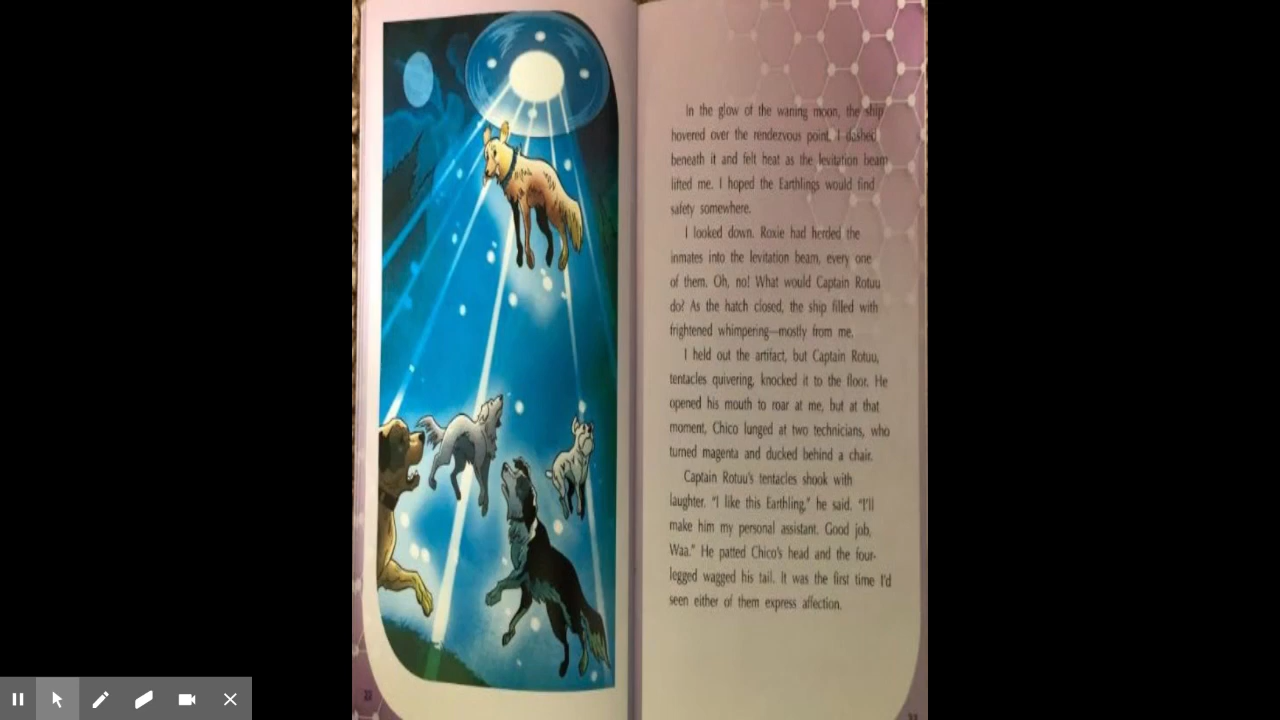 In the glow of the waning moon, the ship
hovered over the rendezvous point. I dashed
beneath it and felt heat as the levitation beam
lifted me. I hoped the Earthlings would find
safety somewhere.
I looked down. Roxie had herded the
inmates into the levitation beam, every one
of them. Oh, no! What would Captain Rotuu
do? As the hatch closed, the ship filled with
frightened whimpering—mostly from me.
I held out the artifact, but Captain Rotuu,
tentacles quivering, knocked it to the floor. He
opened his mouth to roar at me, but at that
moment, Chico lunged at two technicians, who
turned magenta and ducked behind a chair.
Captain Rotuu's tentacles shook with
laughter. "I like this Earthling," he said. "I'll
make him my personal assistant. Good job,
Waa." He patted Chico's head and the four-
legged wagged his tail. It was the first time I'd
seen either of them express affection.